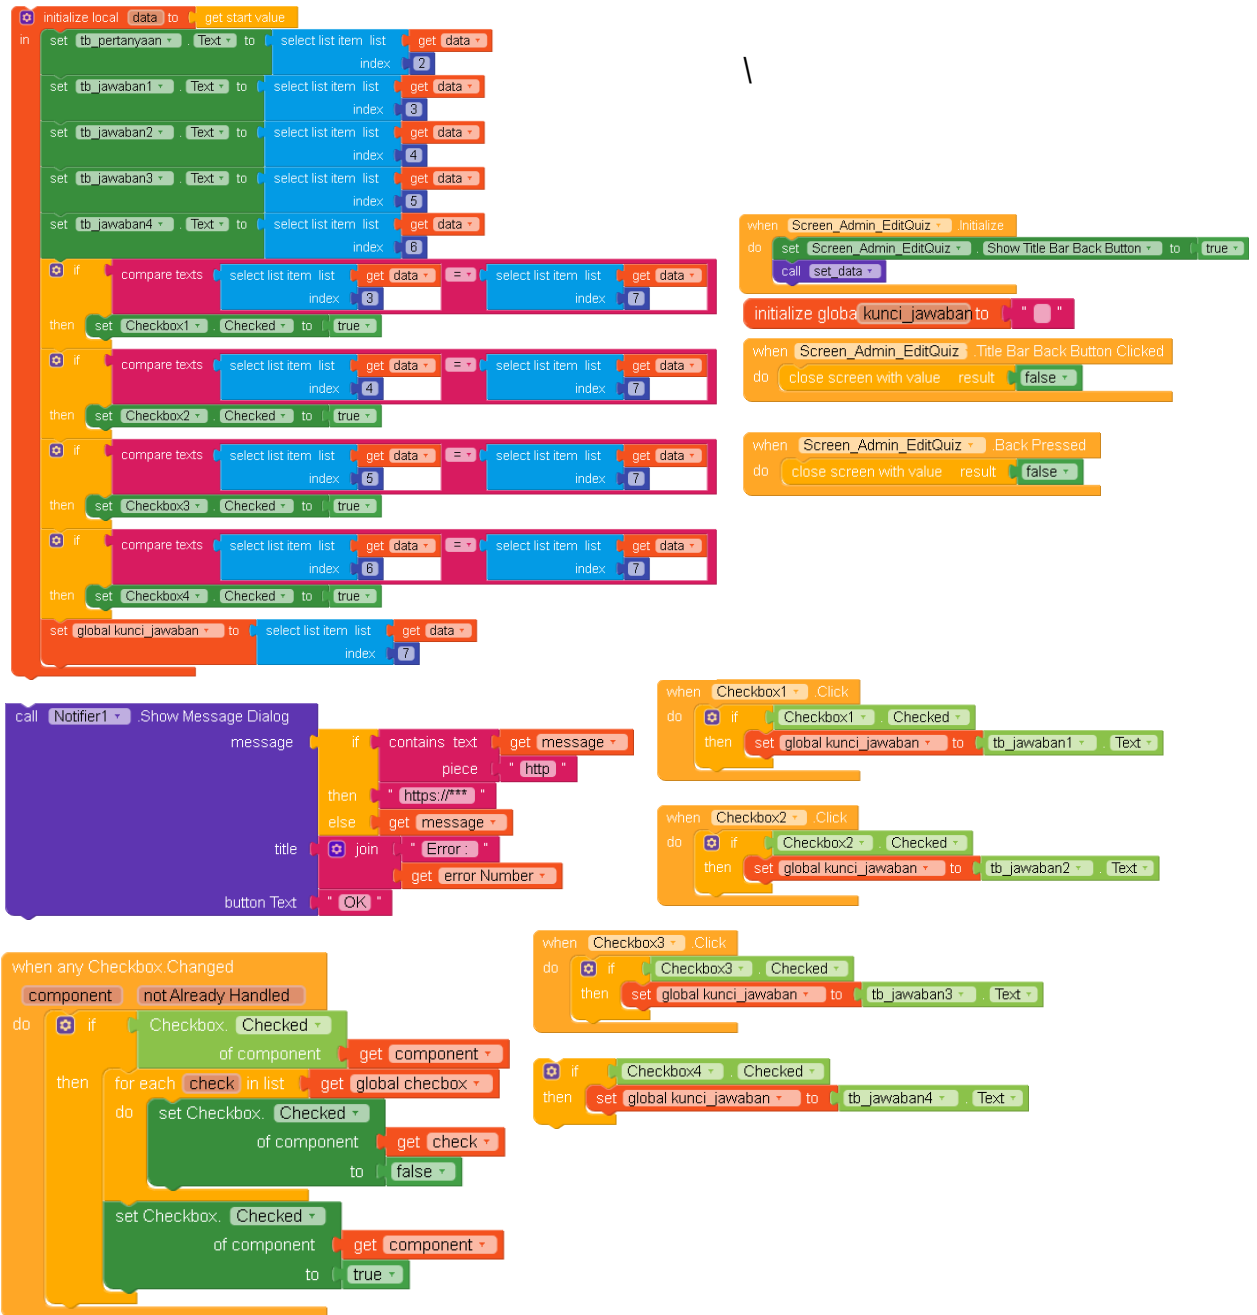 initialize local data to get start value
in set tb_pertanyaan . Text to select list item list get data
index 2
set tb_jawaban1 . Text to select list item list get data
index 3
set tb_jawaban2 . Text to select list item list get data
index 4
set tb_jawaban3 . Text to select list item list get data
index 5
set tb_jawaban4 . Text to select list item list get data
index 6
if compare texts select list item list get data = select list item list get data
index 3 index 7
then set Checkbox1 . Checked to true
if compare texts select list item list get data = select list item list get data
index 4 index 7
then set Checkbox2 . Checked to true
if compare texts select list item list get data = select list item list get data
index 5 index 7
then set Checkbox3 . Checked to true
if compare texts select list item list get data = select list item list get data
index 6 index 7
then set Checkbox4 . Checked to true
set global kunci_jawaban to select list item list get data
index 7
\
when Screen_Admin_EditQuiz .Initialize
do set Screen_Admin_EditQuiz . Show Title Bar Back Button to true
call set_data
initialize globa kunci_jawaban to " "
when Screen_Admin_EditQuiz .Title Bar Back Button Clicked
do close screen with value result false
when Screen_Admin_EditQuiz .Back Pressed
do close screen with value result false
call Notifier1 .Show Message Dialog
message if contains text get message
piece " http "
then " https://*** "
else get message
title join " Error : "
get error Number
button Text " OK "
when Checkbox1 .Click
do if Checkbox1 . Checked
then set global kunci_jawaban to tb_jawaban1 . Text
when Checkbox2 .Click
do if Checkbox2 . Checked
then set global kunci_jawaban to tb_jawaban2 . Text
when Checkbox3 .Click
do if Checkbox3 . Checked
then set global kunci_jawaban to tb_jawaban3 . Text
if Checkbox4 . Checked
then set global kunci_jawaban to tb_jawaban4 . Text
when any Checkbox.Changed
component not Already Handled
do if Checkbox. Checked
of component get component
then for each check in list get global checbox
do set Checkbox. Checked
of component get check
to false
set Checkbox. Checked
of component get component
to true